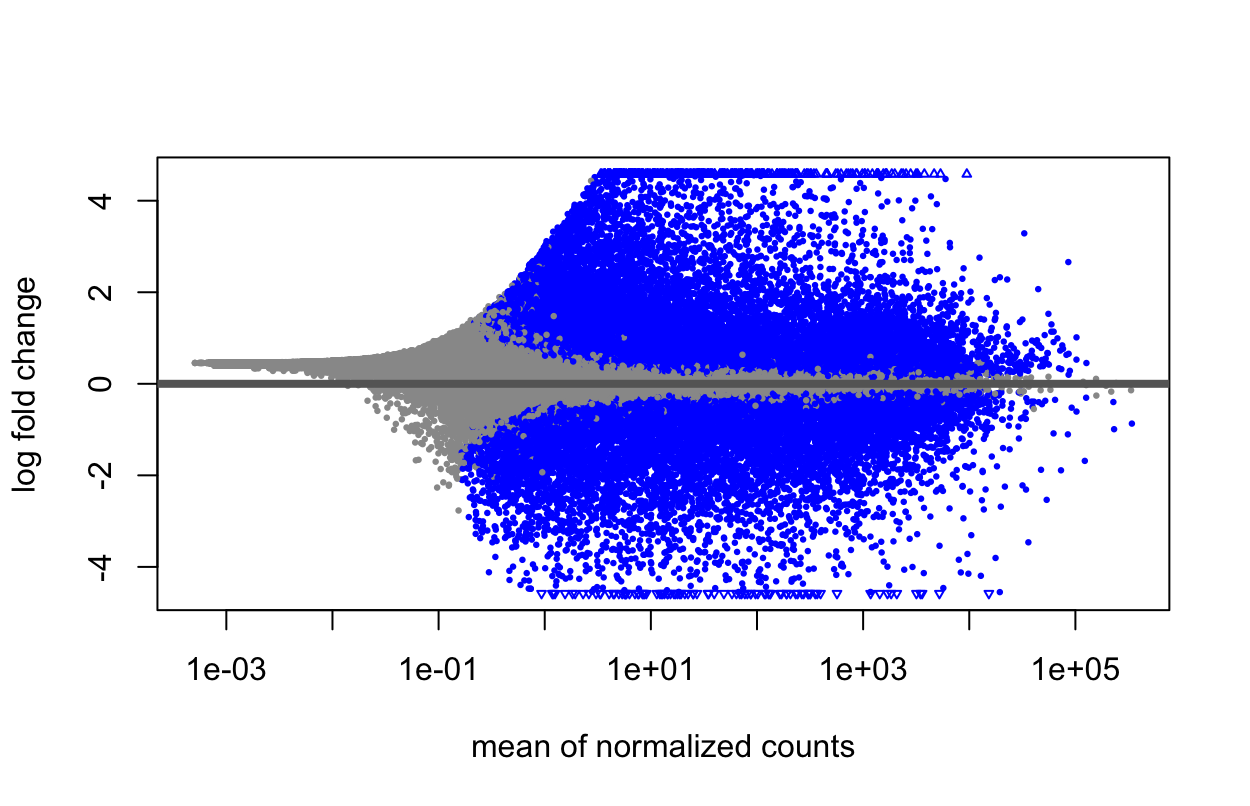 4
2
0
-2
-4
log fold change
1e-03
1e-01
1e+01
1e+03
1e+05
mean of normalized counts